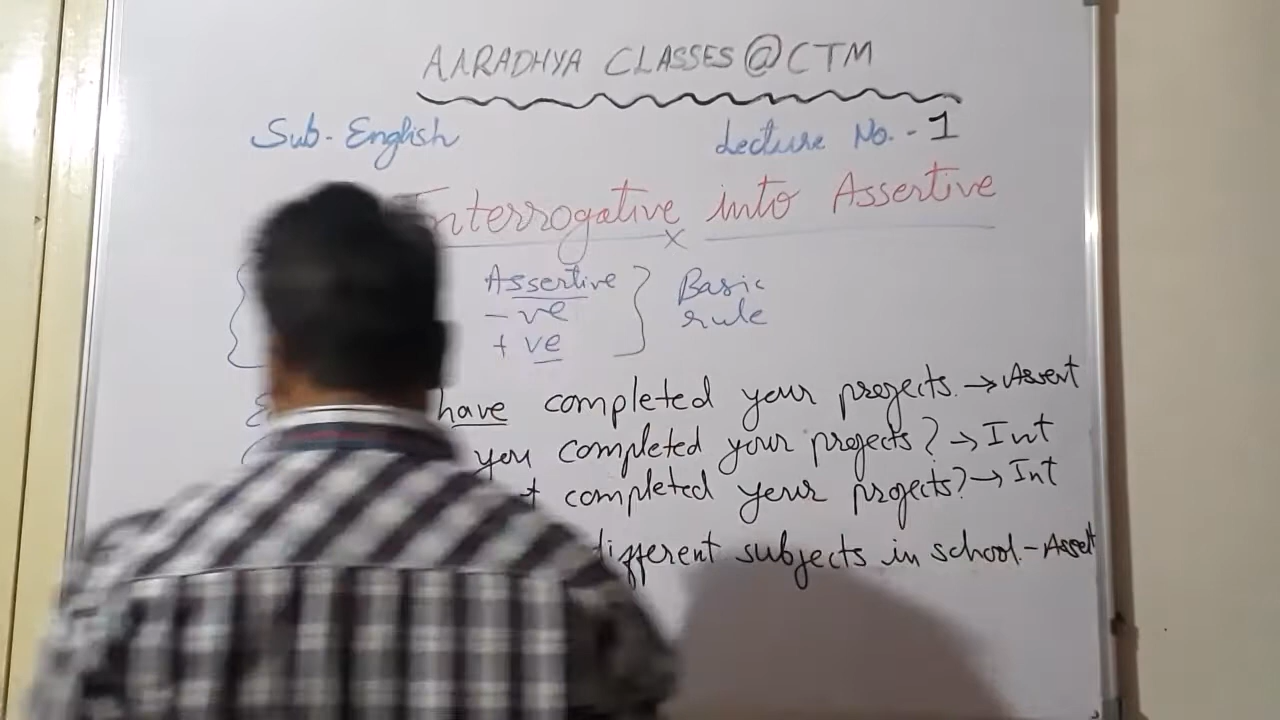 AARADHYA CLASSES @ CTM
Sub- English
Lecture No. - 1
Interrogative into Assertive
Assertive
- ve
+ ve
Basic
rule
have completed your projects. → Assert
you completed your projects? → Int
completed your projects? → Int
different subjects in school. - Assert